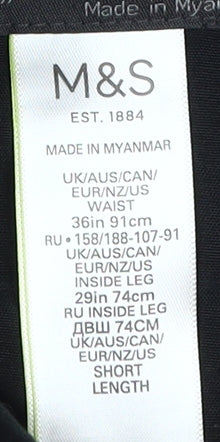 Made in Myan
M&S
EST. 1884
MADE IN MYANMAR
UK/AUS/CAN/
EUR/NZ/US
WAIST
36in 91cm
RU • 158/188-107-91
UK/AUS/CAN/
EUR/NZ/US
INSIDE LEG
29in 74cm
RU INSIDE LEG
ДВШ 74СМ
UK/AUS/CAN/
EUR/NZ/US
SHORT
LENGTH